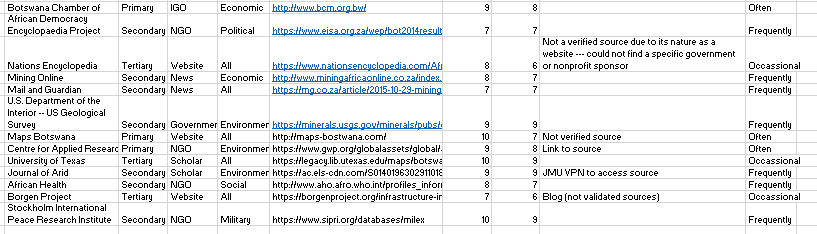 Botswana Chamber of Primary IGO Economic http://www.bcm.org.bw/ 9 8 Often
African Democracy
Encyclopaedia Project Secondary NGO Political https://www.eisa.org.za/wep/bot2014result 7 7 Frequently
Not a verified source due to its nature as a
website --- could not find a specific government
Nations Encyclopedia Tertiary Website All https://www.nationsencyclopedia.com/Afr 8 6 or nonprofit sponsor Occassional
Mining Online Secondary News Economic http://www.miningafricaonline.co.za/index. 8 7 Frequently
Mail and Guardian Secondary News All https://mg.co.za/article/2015-10-29-mining 7 7 Frequently
U.S. Department of the
Interior -- US Geological
Survey Secondary Governmer Environmer https://minerals.usgs.gov/minerals/pubs/ 9 9 Frequently
Maps Botswana Primary Website All http://maps-bostwana.com/ 10 7 Not verified source Often
Centre for Applied Researc Primary NGO Environmer https://www.gwp.org/globalassets/global/ 9 8 Link to source Often
University of Texas Tertiary Scholar All https://legacy.lib.utexas.edu/maps/botswa 10 9 Occassional
Journal of Arid Secondary Scholar Environmer https://ac.els-cdn.com/S0140196302911018 9 9 JMU VPN to access source Frequently
African Health Secondary NGO Social http://www.aho.afro.who.int/profiles_inforr 8 7 Frequently
Borgen Project Tertiary Website All https://borgenproject.org/infrastructure-ir 7 6 Blog (not validated sources) Occassional
Stockholm International
Peace Research Institute Secondary NGO Military https://www.sipri.org/databases/milex 10 9 Frequently